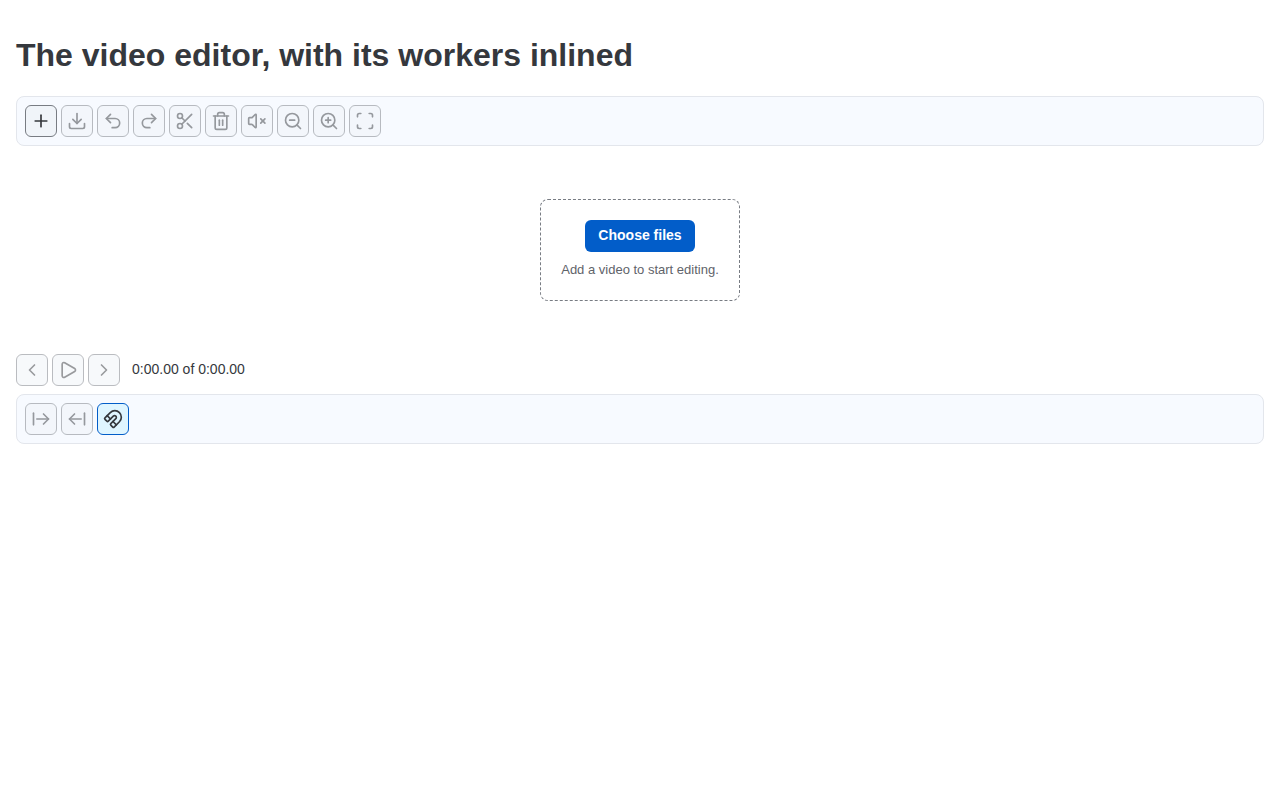 The video editor, with its workers inlined
Choose files
Add a video to start editing.
0:00.00 of 0:00.00